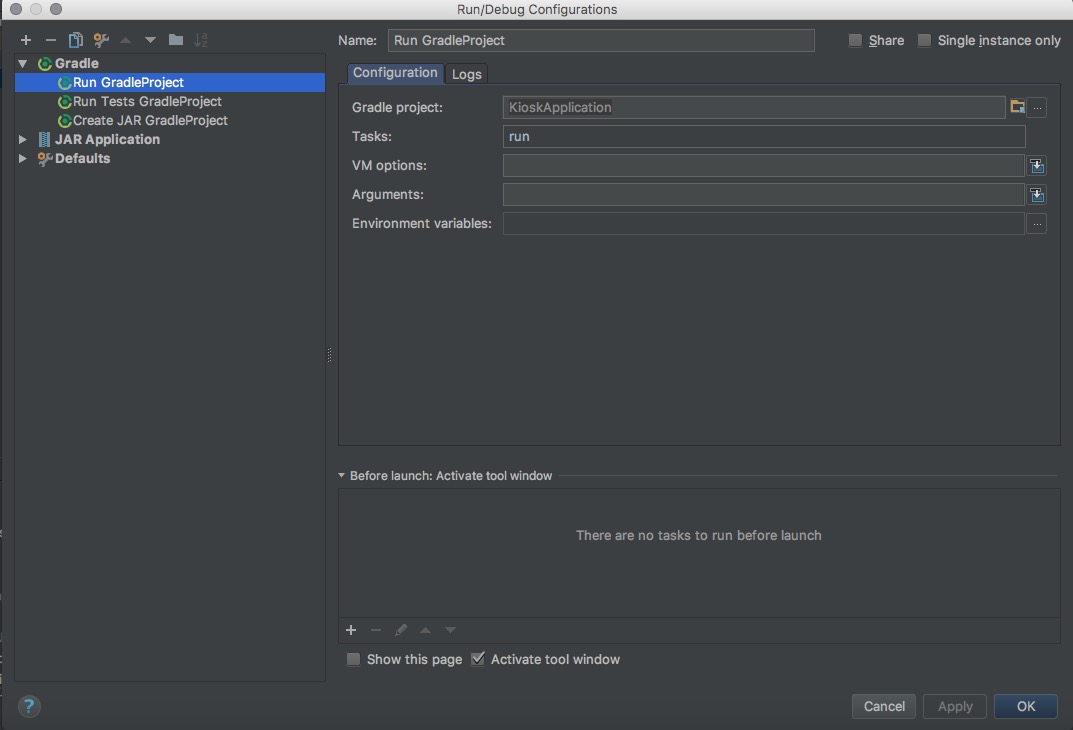 Run/Debug Configurations
Name: Run GradleProject Share Single instance only
Gradle
Run GradleProject
Run Tests GradleProject
Create JAR GradleProject
JAR Application
Defaults
Configuration Logs
Gradle project: KioskApplication ...
Tasks: run
VM options:
Arguments:
Environment variables: ...
Before launch: Activate tool window
There are no tasks to run before launch
Show this page Activate tool window
? Cancel Apply OK